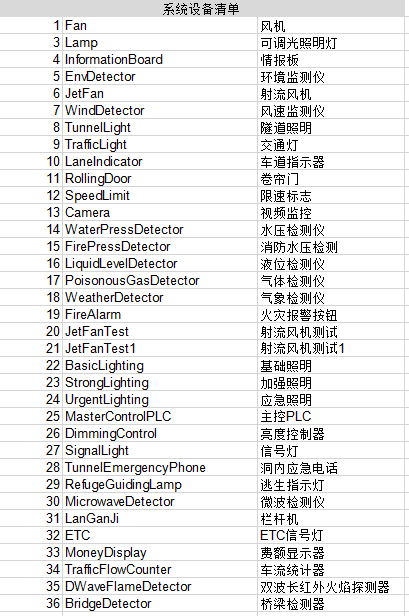 系统设备清单
1 Fan 风机
3 Lamp 可调光照明灯
4 InformationBoard 情报板
5 EnvDetector 环境监测仪
6 JetFan 射流风机
7 WindDetector 风速监测仪
8 TunnelLight 隧道照明
9 TrafficLight 交通灯
10 LaneIndicator 车道指示器
11 RollingDoor 卷帘门
12 SpeedLimit 限速标志
13 Camera 视频监控
14 WaterPressDetector 水压检测仪
15 FirePressDetector 消防水压检测
16 LiquidLevelDetector 液位检测仪
17 PoisonousGasDetector 气体检测仪
18 WeatherDetector 气象检测仪
19 FireAlarm 火灾报警按钮
20 JetFanTest 射流风机测试
21 JetFanTest1 射流风机测试1
22 BasicLighting 基础照明
23 StrongLighting 加强照明
24 UrgentLighting 应急照明
25 MasterControlPLC 主控PLC
26 DimmingControl 亮度控制器
27 SignalLight 信号灯
28 TunnelEmergencyPhone 洞内应急电话
29 RefugeGuidingLamp 逃生指示灯
30 MicrowaveDetector 微波检测仪
31 LanGanJi 栏杆机
32 ETC ETC信号灯
33 MoneyDisplay 费额显示器
34 TrafficFlowCounter 车流统计器
35 DWaveFlameDetector 双波长红外火焰探测器
36 BridgeDetector 桥梁检测器